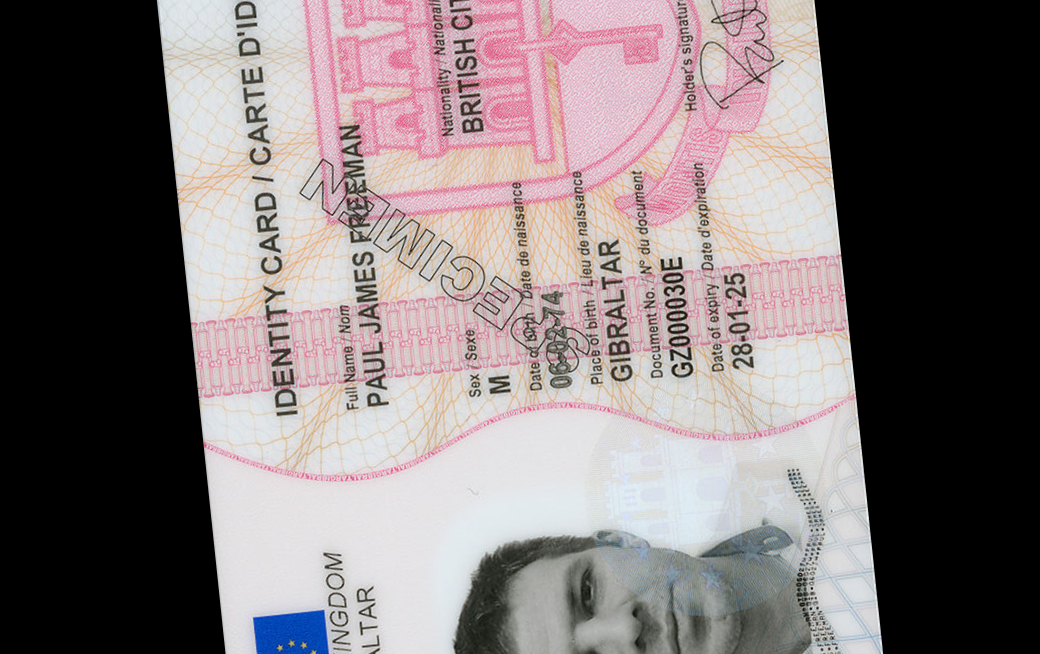 INGDOM
ALTAR
IDENTITY CARD / CARTE D'ID
Full Name / Nom
PAUL JAMES FREEMAN
Sex / Sexe
M
Nationality / National
BRITISH CIT
Date of birth / Date de naissance
06-02-74
Place of birth / Lieu de naissance
GIBRALTAR
Document No. / N° du document
GZ000030E
Holder's signatur
Date of expiry / Date d'expiration
28-01-25
SPECIMEN